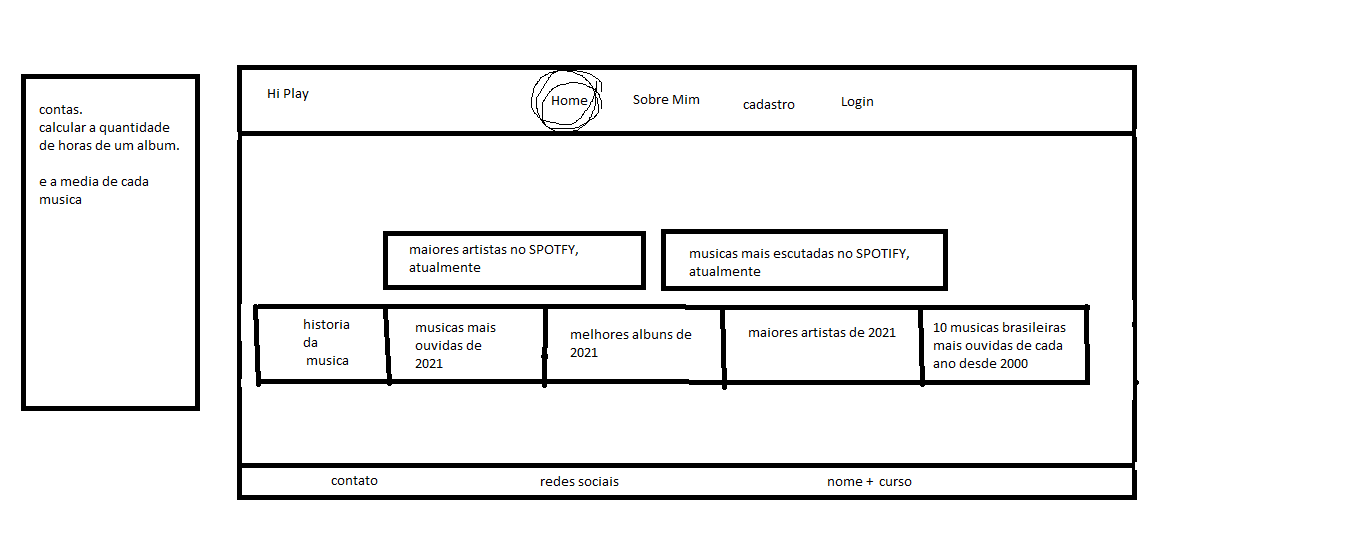 contas.
calcular a quantidade
de horas de um album.
e a media de cada
musica
Hi Play
Home
Sobre Mim
cadastro
Login
maiores artistas no SPOTFY,
atualmente
musicas mais escutadas no SPOTIFY,
atualmente
historia
da
musica
musicas mais
ouvidas de
2021
melhores albuns de
2021
maiores artistas de 2021
10 musicas brasileiras
mais ouvidas de cada
ano desde 2000
contato
redes sociais
nome + curso